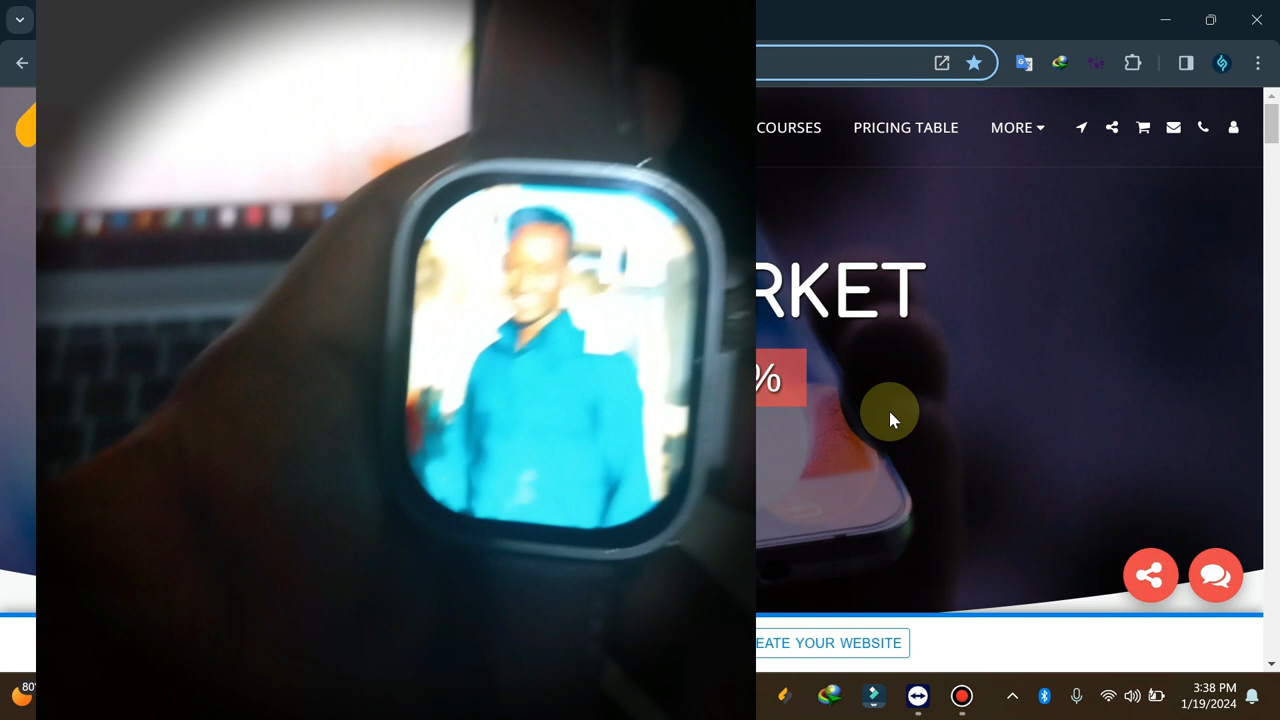 COURSES PRICING TABLE MORE
RKET
%
EATE YOUR WEBSITE
80°
3:38 PM
1/19/2024